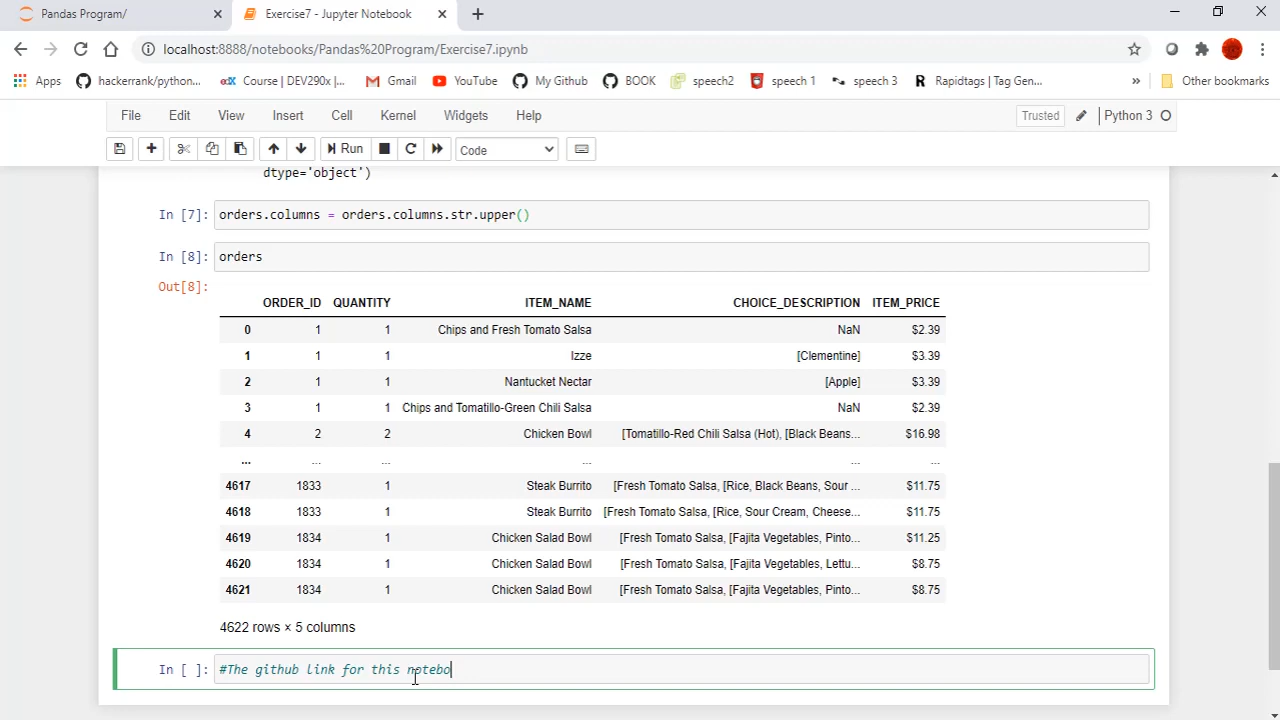 Pandas Program/
Exercise7 - Jupyter Notebook
localhost:8888/notebooks/Pandas%20Program/Exercise7.ipynb
Apps hackerrank/python... edX Course | DEV290x |... Gmail YouTube My Github BOOK speech2 speech 1 speech 3 R Rapidtags | Tag Gen... » Other bookmarks
File Edit View Insert Cell Kernel Widgets Help Trusted Python 3
Run Code
dtype='object')
In [7]: orders.columns = orders.columns.str.upper()
In [8]: orders
Out[8]:
ORDER_ID QUANTITY ITEM_NAME CHOICE_DESCRIPTION ITEM_PRICE
0 1 1 Chips and Fresh Tomato Salsa NaN $2.39
1 1 1 Izze [Clementine] $3.39
2 1 1 Nantucket Nectar [Apple] $3.39
3 1 1 Chips and Tomatillo-Green Chili Salsa NaN $2.39
4 2 2 Chicken Bowl [Tomatillo-Red Chili Salsa (Hot), [Black Beans... $16.98
... ... ... ... ... ...
4617 1833 1 Steak Burrito [Fresh Tomato Salsa, [Rice, Black Beans, Sour ... $11.75
4618 1833 1 Steak Burrito [Fresh Tomato Salsa, [Rice, Sour Cream, Cheese... $11.75
4619 1834 1 Chicken Salad Bowl [Fresh Tomato Salsa, [Fajita Vegetables, Pinto... $11.25
4620 1834 1 Chicken Salad Bowl [Fresh Tomato Salsa, [Fajita Vegetables, Lettu... $8.75
4621 1834 1 Chicken Salad Bowl [Fresh Tomato Salsa, [Fajita Vegetables, Pinto... $8.75
4622 rows × 5 columns
In [ ]: #The github link for this notebo